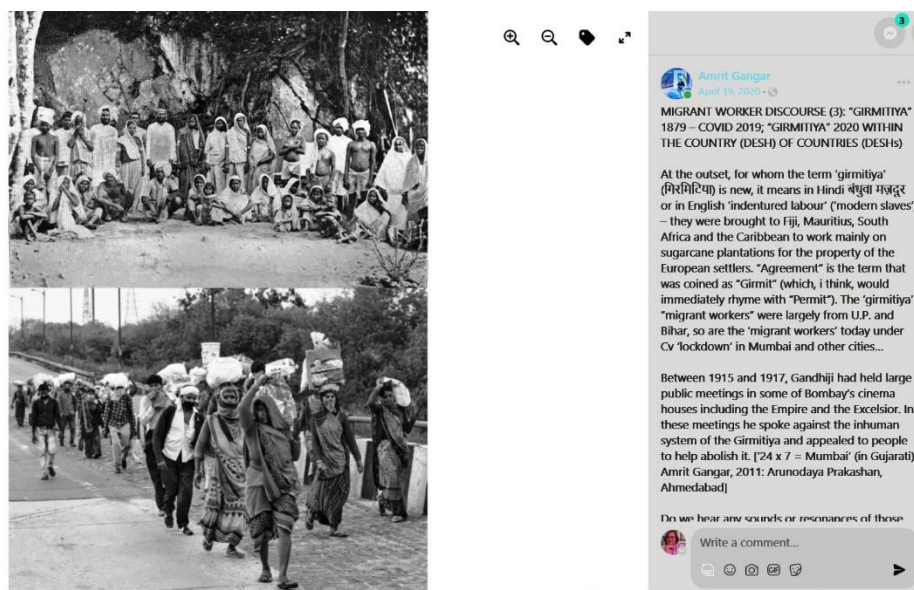 3
Amrit Gangar
April 19, 2020 ·
MIGRANT WORKER DISCOURSE (3): "GIRMITIYA"
1879 – COVID 2019; "GIRMITIYA" 2020 WITHIN
THE COUNTRY (DESH) OF COUNTRIES (DESHs)
At the outset, for whom the term 'girmitiya'
(गिरमिटिया) is new, it means in Hindi बंधुवा मज़दूर
or in English 'indentured labour' ('modern slaves'
– they were brought to Fiji, Mauritius, South
Africa and the Caribbean to work mainly on
sugarcane plantations for the property of the
European settlers. "Agreement" is the term that
was coined as "Girmit" (which, i think, would
immediately rhyme with "Permit"). The 'girmitiya'
"migrant workers" were largely from U.P. and
Bihar, so are the 'migrant workers' today under
Cv 'lockdown' in Mumbai and other cities...
Between 1915 and 1917, Gandhiji had held large
public meetings in some of Bombay's cinema
houses including the Empire and the Excelsior. In
these meetings he spoke against the inhuman
system of the Girmitiya and appealed to people
to help abolish it. ['24 x 7 = Mumbai' (in Gujarati)
Amrit Gangar, 2011: Arunodaya Prakashan,
Ahmedabad]
Do we hear any sounds or resonances of those
Write a comment...
GIF